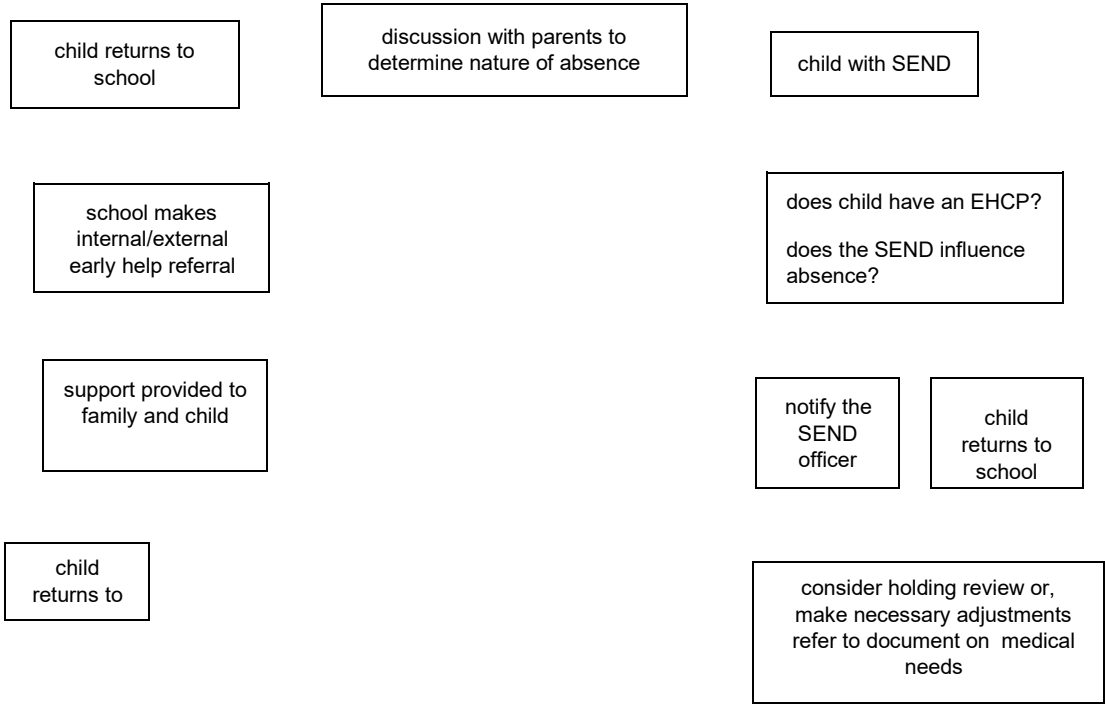 child returns to
school
discussion with parents to
determine nature of absence
child with SEND
school makes
internal/external
early help referral
does child have an EHCP?
does the SEND influence
absence?
support provided to
family and child
notify the
SEND
officer
child
returns to
school
child
returns to
consider holding review or,
make necessary adjustments
refer to document on medical
needs